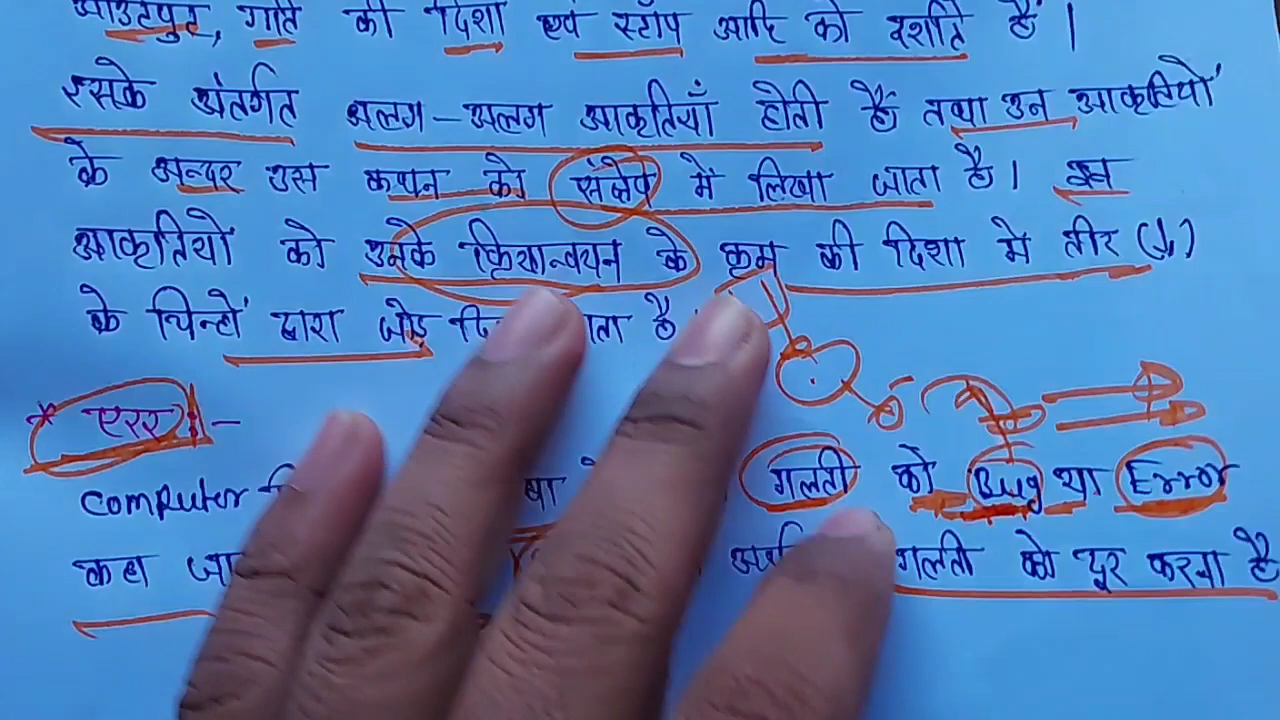 आउटपुट, गति की दिशा एवं स्टॉप आदि को दर्शाते हैं |
इसके अंतर्गत अलग-अलग आकृतियाँ होती हैं तथा उन आकृतियों
के अन्दर उस कथन को संक्षेप में लिखा जाता है। इन
आकृतियों को उनके क्रियान्वयन के क्रम की दिशा में तीर (↓)
के चिन्हों द्वारा जोड़ है
* एरर -
Computer गलती को Bug या Error
कहा गलती को दूर करना है